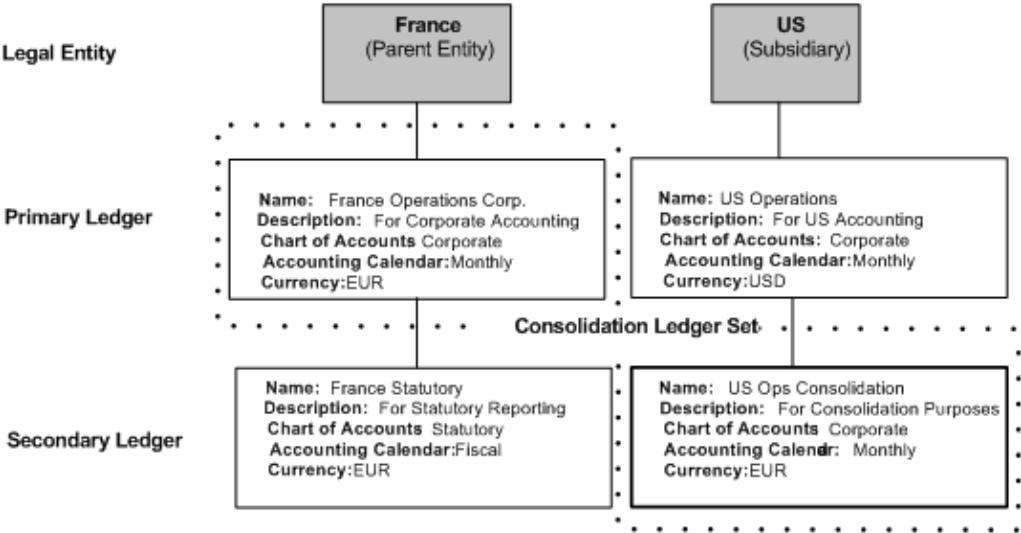 France
(Parent Entity)
US
(Subsidiary)
Legal Entity
Primary Ledger
Name: France Operations Corp.
Description: For Corporate Accounting
Chart of Accounts Corporate
Accounting Calendar:Monthly
Currency:EUR
Name: US Operations
Description: For US Accounting
Chart of Accounts: Corporate
Accounting Calendar:Monthly
Currency:USD
Consolidation Ledger Set
Secondary Ledger
Name: France Statutory
Description: For Statutory Reporting
Chart of Accounts Statutory
Accounting Calendar:Fiscal
Currency:EUR
Name: US Ops Consolidation
Description: For Consolidation Purposes
Chart of Accounts Corporate
Accounting Calendar: Monthly
Currency:EUR